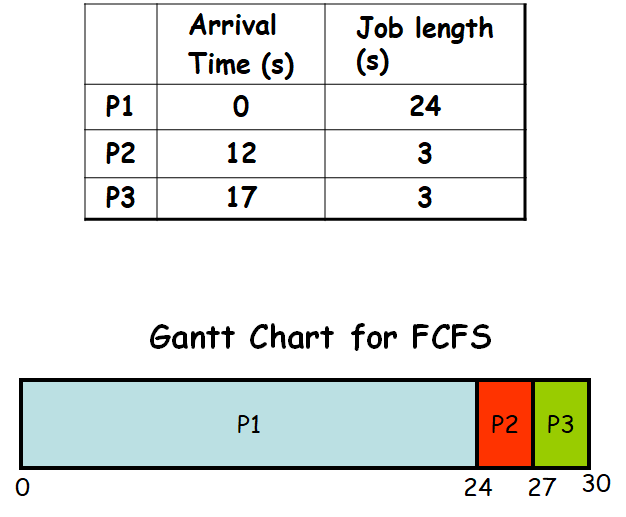 Arrival Time (s) Job length (s)
P1 0 24
P2 12 3
P3 17 3
Gantt Chart for FCFS
P1 P2 P3
0 24 27 30